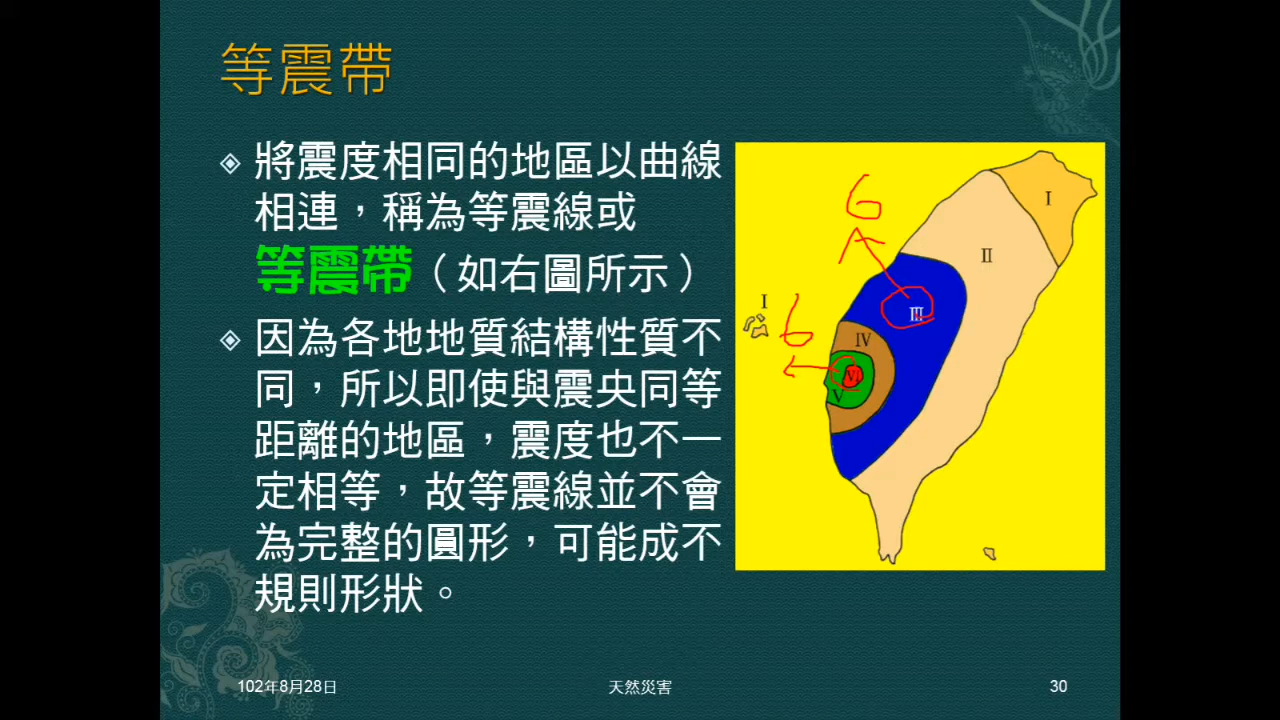 等震帶
將震度相同的地區以曲線
相連，稱為等震線或
等震帶（如右圖所示）
因為各地地質結構性質不
同，所以即使與震央同等
距離的地區，震度也不一
定相等，故等震線並不會
為完整的圓形，可能成不
規則形狀。
6
I
II
III
I
6
IV
VI
V
102年8月28日
天然災害
30